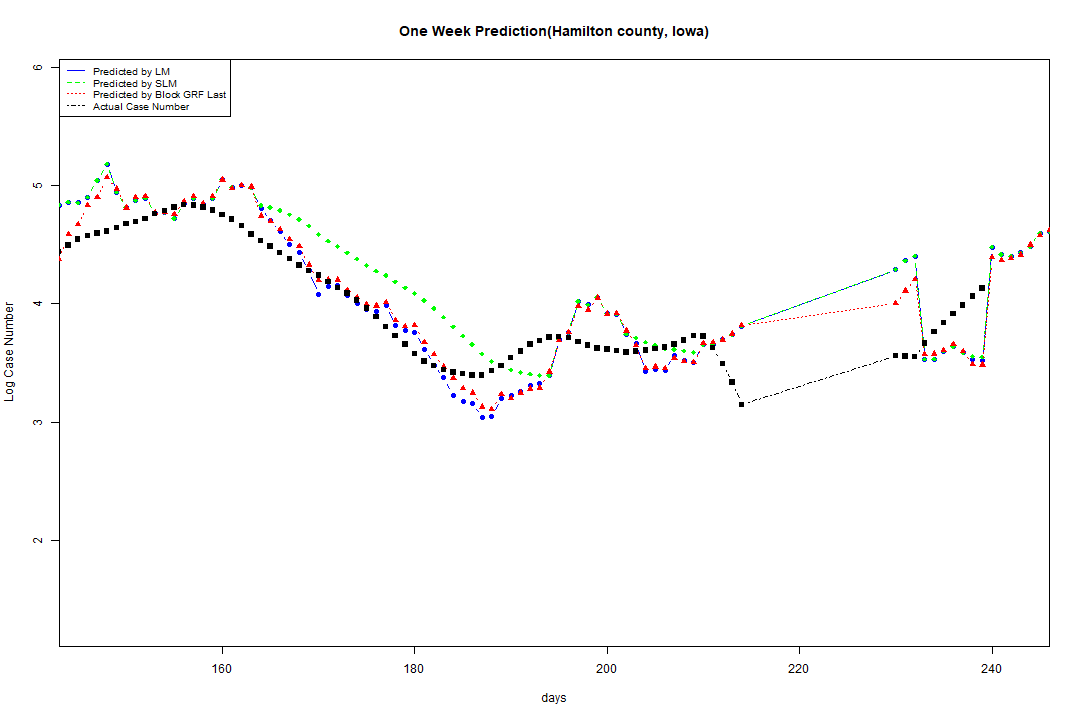 One Week Prediction(Hamilton county, Iowa)
Predicted by LM
Predicted by SLM
Predicted by Block GRF Last
Actual Case Number
6
5
4
3
2
Log Case Number
160 180 200 220 240
days